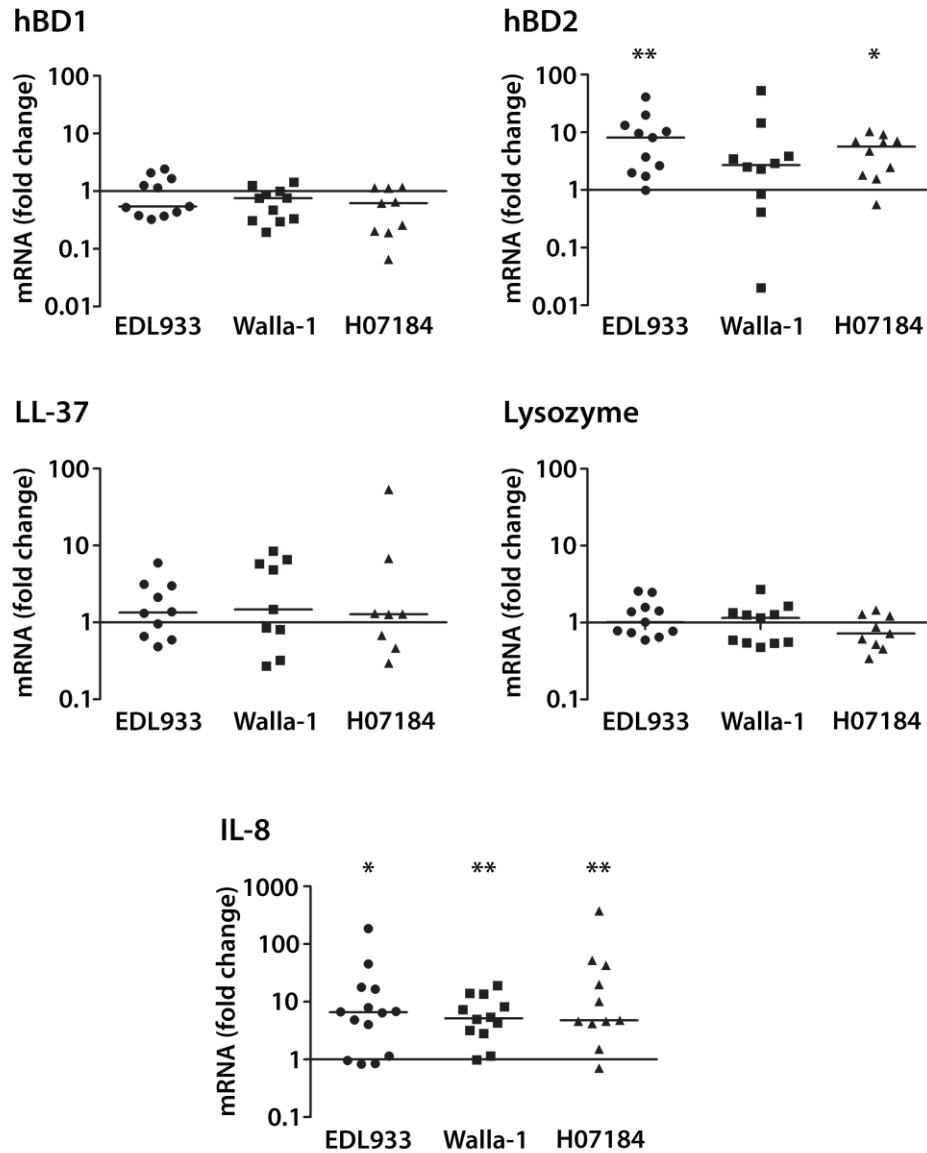 hBD1
mRNA (fold change)
100
10
1
0.1
0.01
EDL933 Walla-1 H07184
hBD2
** *
mRNA (fold change)
100
10
1
0.1
0.01
EDL933 Walla-1 H07184
LL-37
mRNA (fold change)
100
10
1
0.1
EDL933 Walla-1 H07184
Lysozyme
mRNA (fold change)
100
10
1
0.1
EDL933 Walla-1 H07184
IL-8
* ** **
mRNA (fold change)
1000
100
10
1
0.1
EDL933 Walla-1 H07184